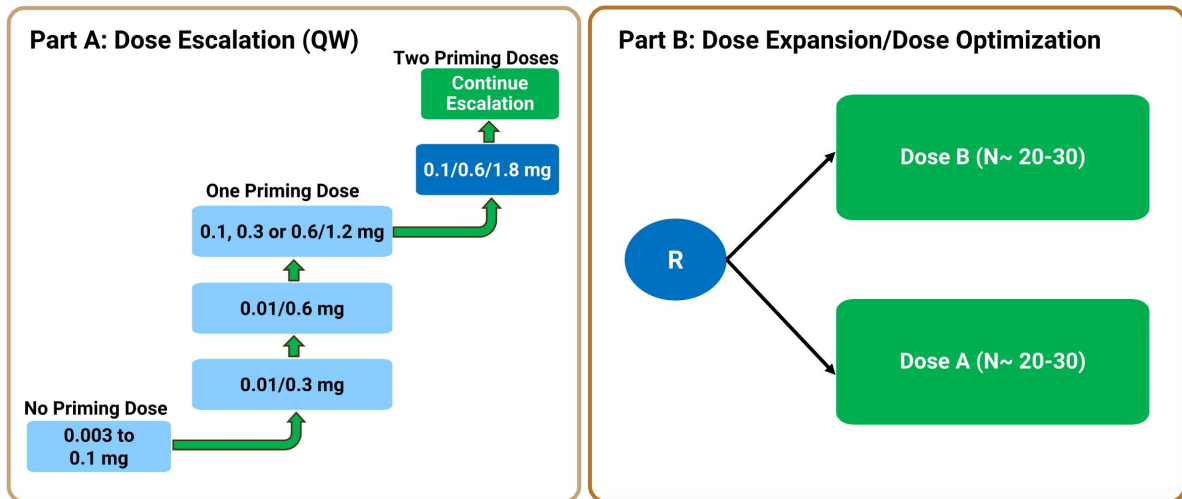 Part A: Dose Escalation (QW)
Two Priming Doses
Continue
Escalation
0.1/0.6/1.8 mg
One Priming Dose
0.1, 0.3 or 0.6/1.2 mg
0.01/0.6 mg
0.01/0.3 mg
No Priming Dose
0.003 to
0.1 mg
Part B: Dose Expansion/Dose Optimization
Dose B (N~ 20-30)
R
Dose A (N~ 20-30)